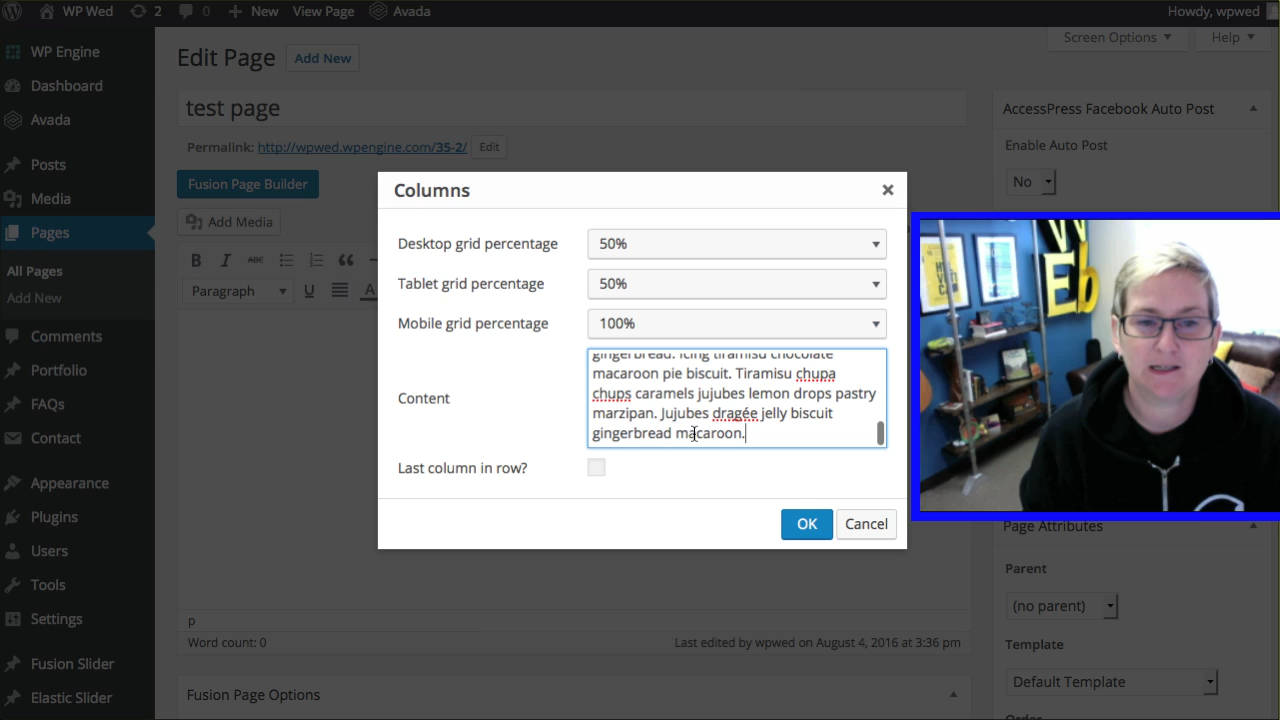 WP Wed
2
0
New
View Page
Avada
Howdy, wpwed
WP Engine
Dashboard
Avada
Posts
Media
Pages
All Pages
Add New
Comments
Portfolio
FAQs
Contact
Appearance
Plugins
Users
Tools
Settings
Fusion Slider
Elastic Slider
Screen Options
Help
Edit Page
Add New
test page
Permalink: http://wpwed.wpengine.com/35-2/ Edit
Fusion Page Builder
Add Media
B I ABC
Paragraph U A
Columns
Desktop grid percentage 50%
Tablet grid percentage 50%
Mobile grid percentage 100%
Content
gingerbread. Icing tiramisu chocolate
macaroon pie biscuit. Tiramisu chupa
chups caramels jujubes lemon drops pastry
marzipan. Jujubes dragée jelly biscuit
gingerbread macaroon.
Last column in row?
OK
Cancel
p
Word count: 0
Last edited by wpwed on August 4, 2016 at 3:36 pm
Fusion Page Options
AccessPress Facebook Auto Post
Enable Auto Post
No
Eb
Page Attributes
Parent
(no parent)
Template
Default Template
Order